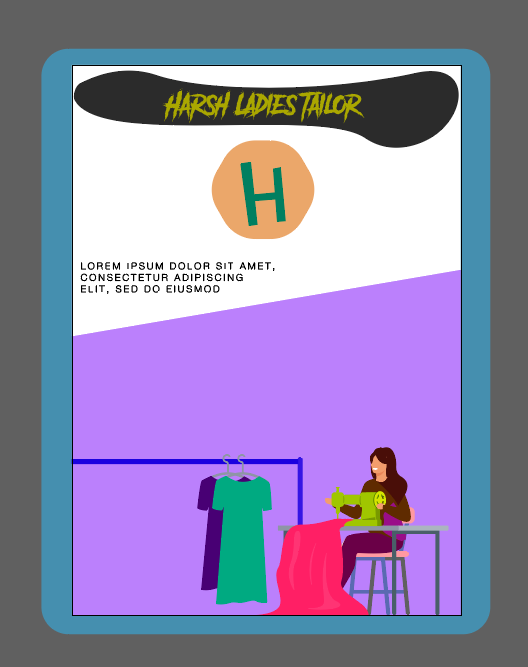 HARSH LADIES TAILOR
H
LOREM IPSUM DOLOR SIT AMET,
CONSECTETUR ADIPISCING
ELIT, SED DO EIUSMOD